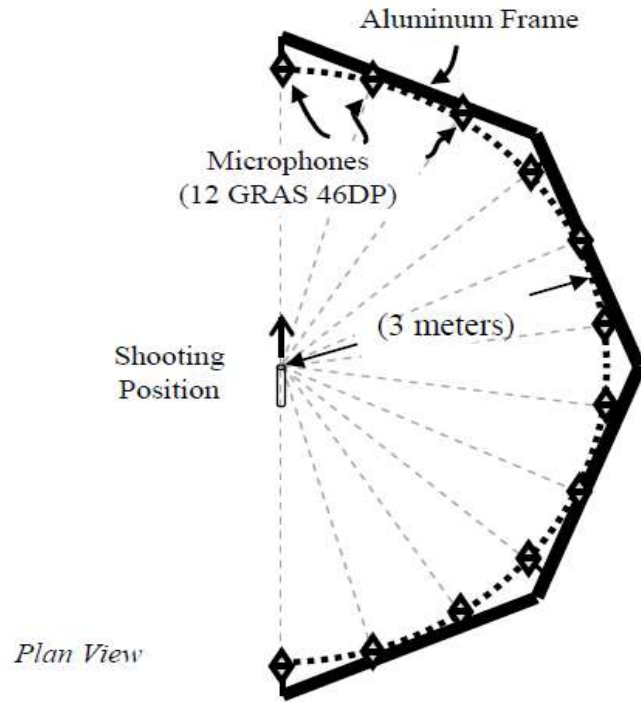 Aluminum Frame
Microphones
(12 GRAS 46DP)
(3 meters)
Shooting
Position
Plan View